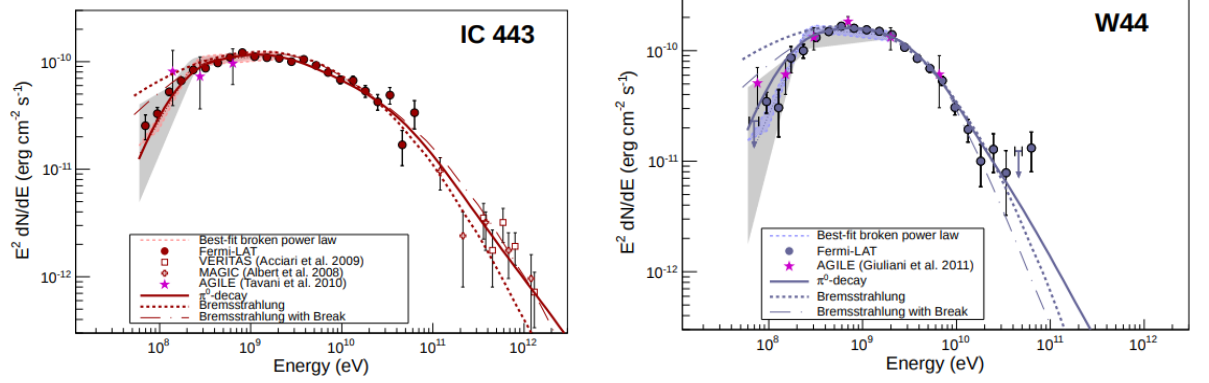 IC 443
E² dN/dE (erg cm⁻² s⁻¹)
10⁻¹⁰
10⁻¹¹
10⁻¹²
Best-fit broken power law
Fermi-LAT
VERITAS (Acciari et al. 2009)
MAGIC (Albert et al. 2008)
AGILE (Tavani et al. 2010)
π⁰-decay
Bremsstrahlung
Bremsstrahlung with Break
10⁸ 10⁹ 10¹⁰ 10¹¹ 10¹²
Energy (eV)
W44
E² dN/dE (erg cm⁻² s⁻¹)
10⁻¹⁰
10⁻¹¹
10⁻¹²
Best-fit broken power law
Fermi-LAT
AGILE (Giuliani et al. 2011)
π⁰-decay
Bremsstrahlung
Bremsstrahlung with Break
10⁸ 10⁹ 10¹⁰ 10¹¹ 10¹²
Energy (eV)